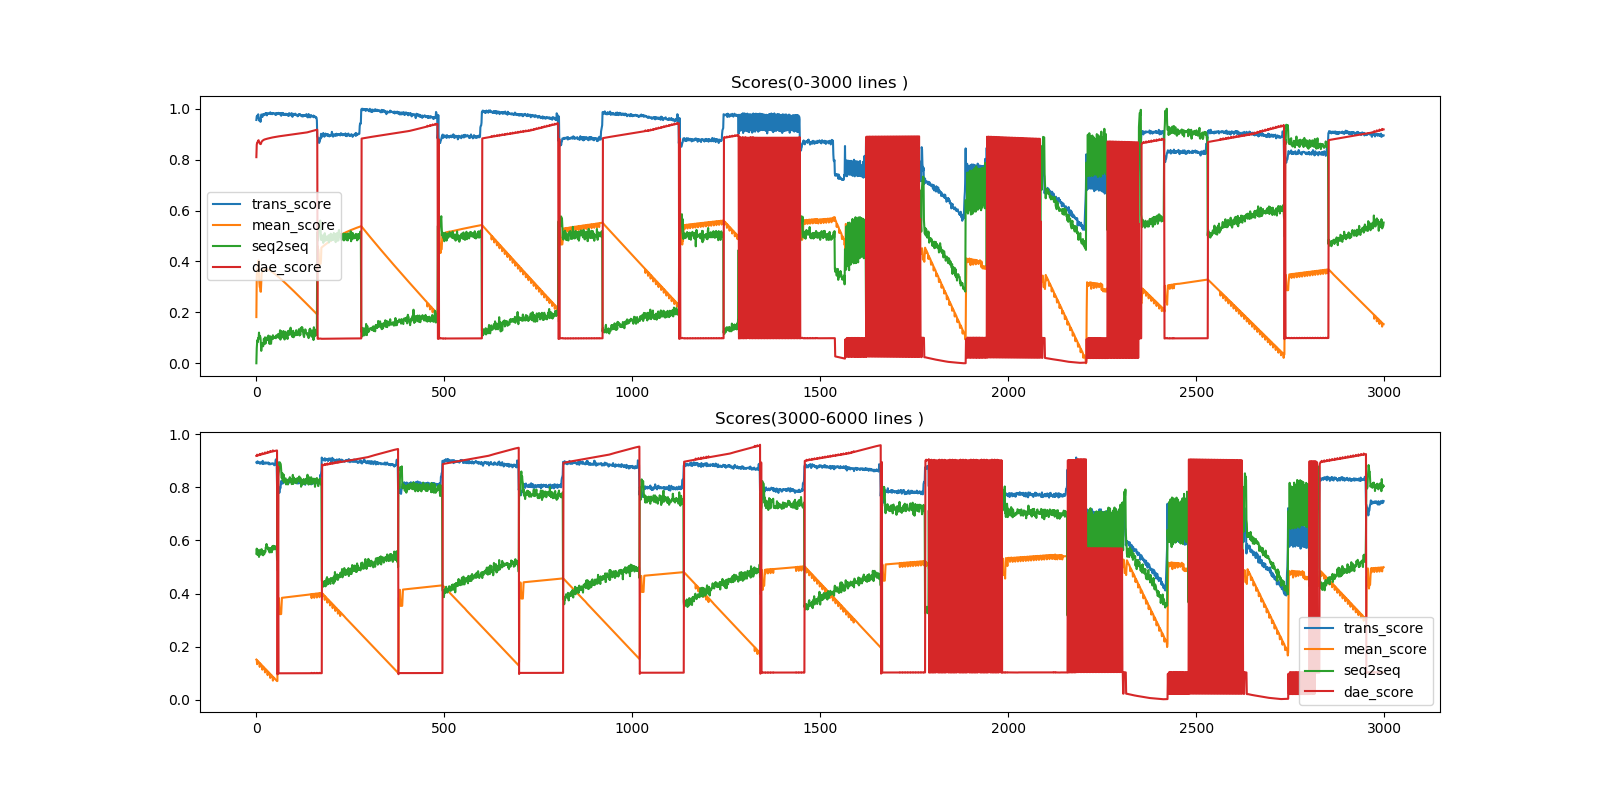 Scores(0-3000 lines )
1.0
0.8
0.6
0.4
0.2
0.0
trans_score
mean_score
seq2seq
dae_score
0 500 1000 1500 2000 2500 3000
Scores(3000-6000 lines )
1.0
0.8
0.6
0.4
0.2
0.0
trans_score
mean_score
seq2seq
dae_score
0 500 1000 1500 2000 2500 3000